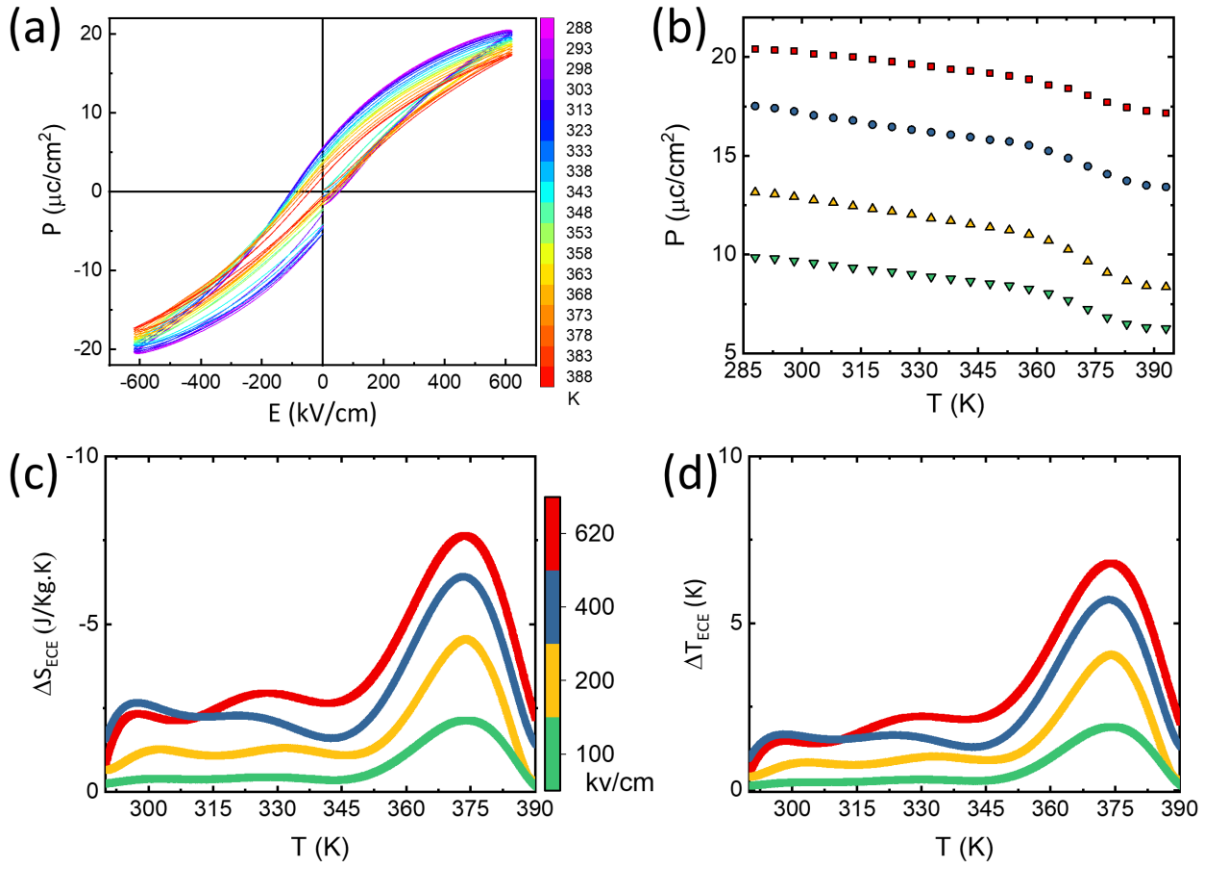 (a)
20
10
0
-10
-20
P (μc/cm²)
-600 -400 -200 0 200 400 600
E (kV/cm)
288
293
298
303
313
323
333
338
343
348
353
358
363
368
373
378
383
388
K
(b)
20
15
10
5
P (μc/cm²)
285 300 315 330 345 360 375 390
T (K)
(c)
-10
-5
0
ΔS_ECE (J/Kg.K)
300 315 330 345 360 375 390
T (K)
620
400
200
100
kv/cm
(d)
10
5
0
ΔT_ECE (K)
300 315 330 345 360 375 390
T (K)